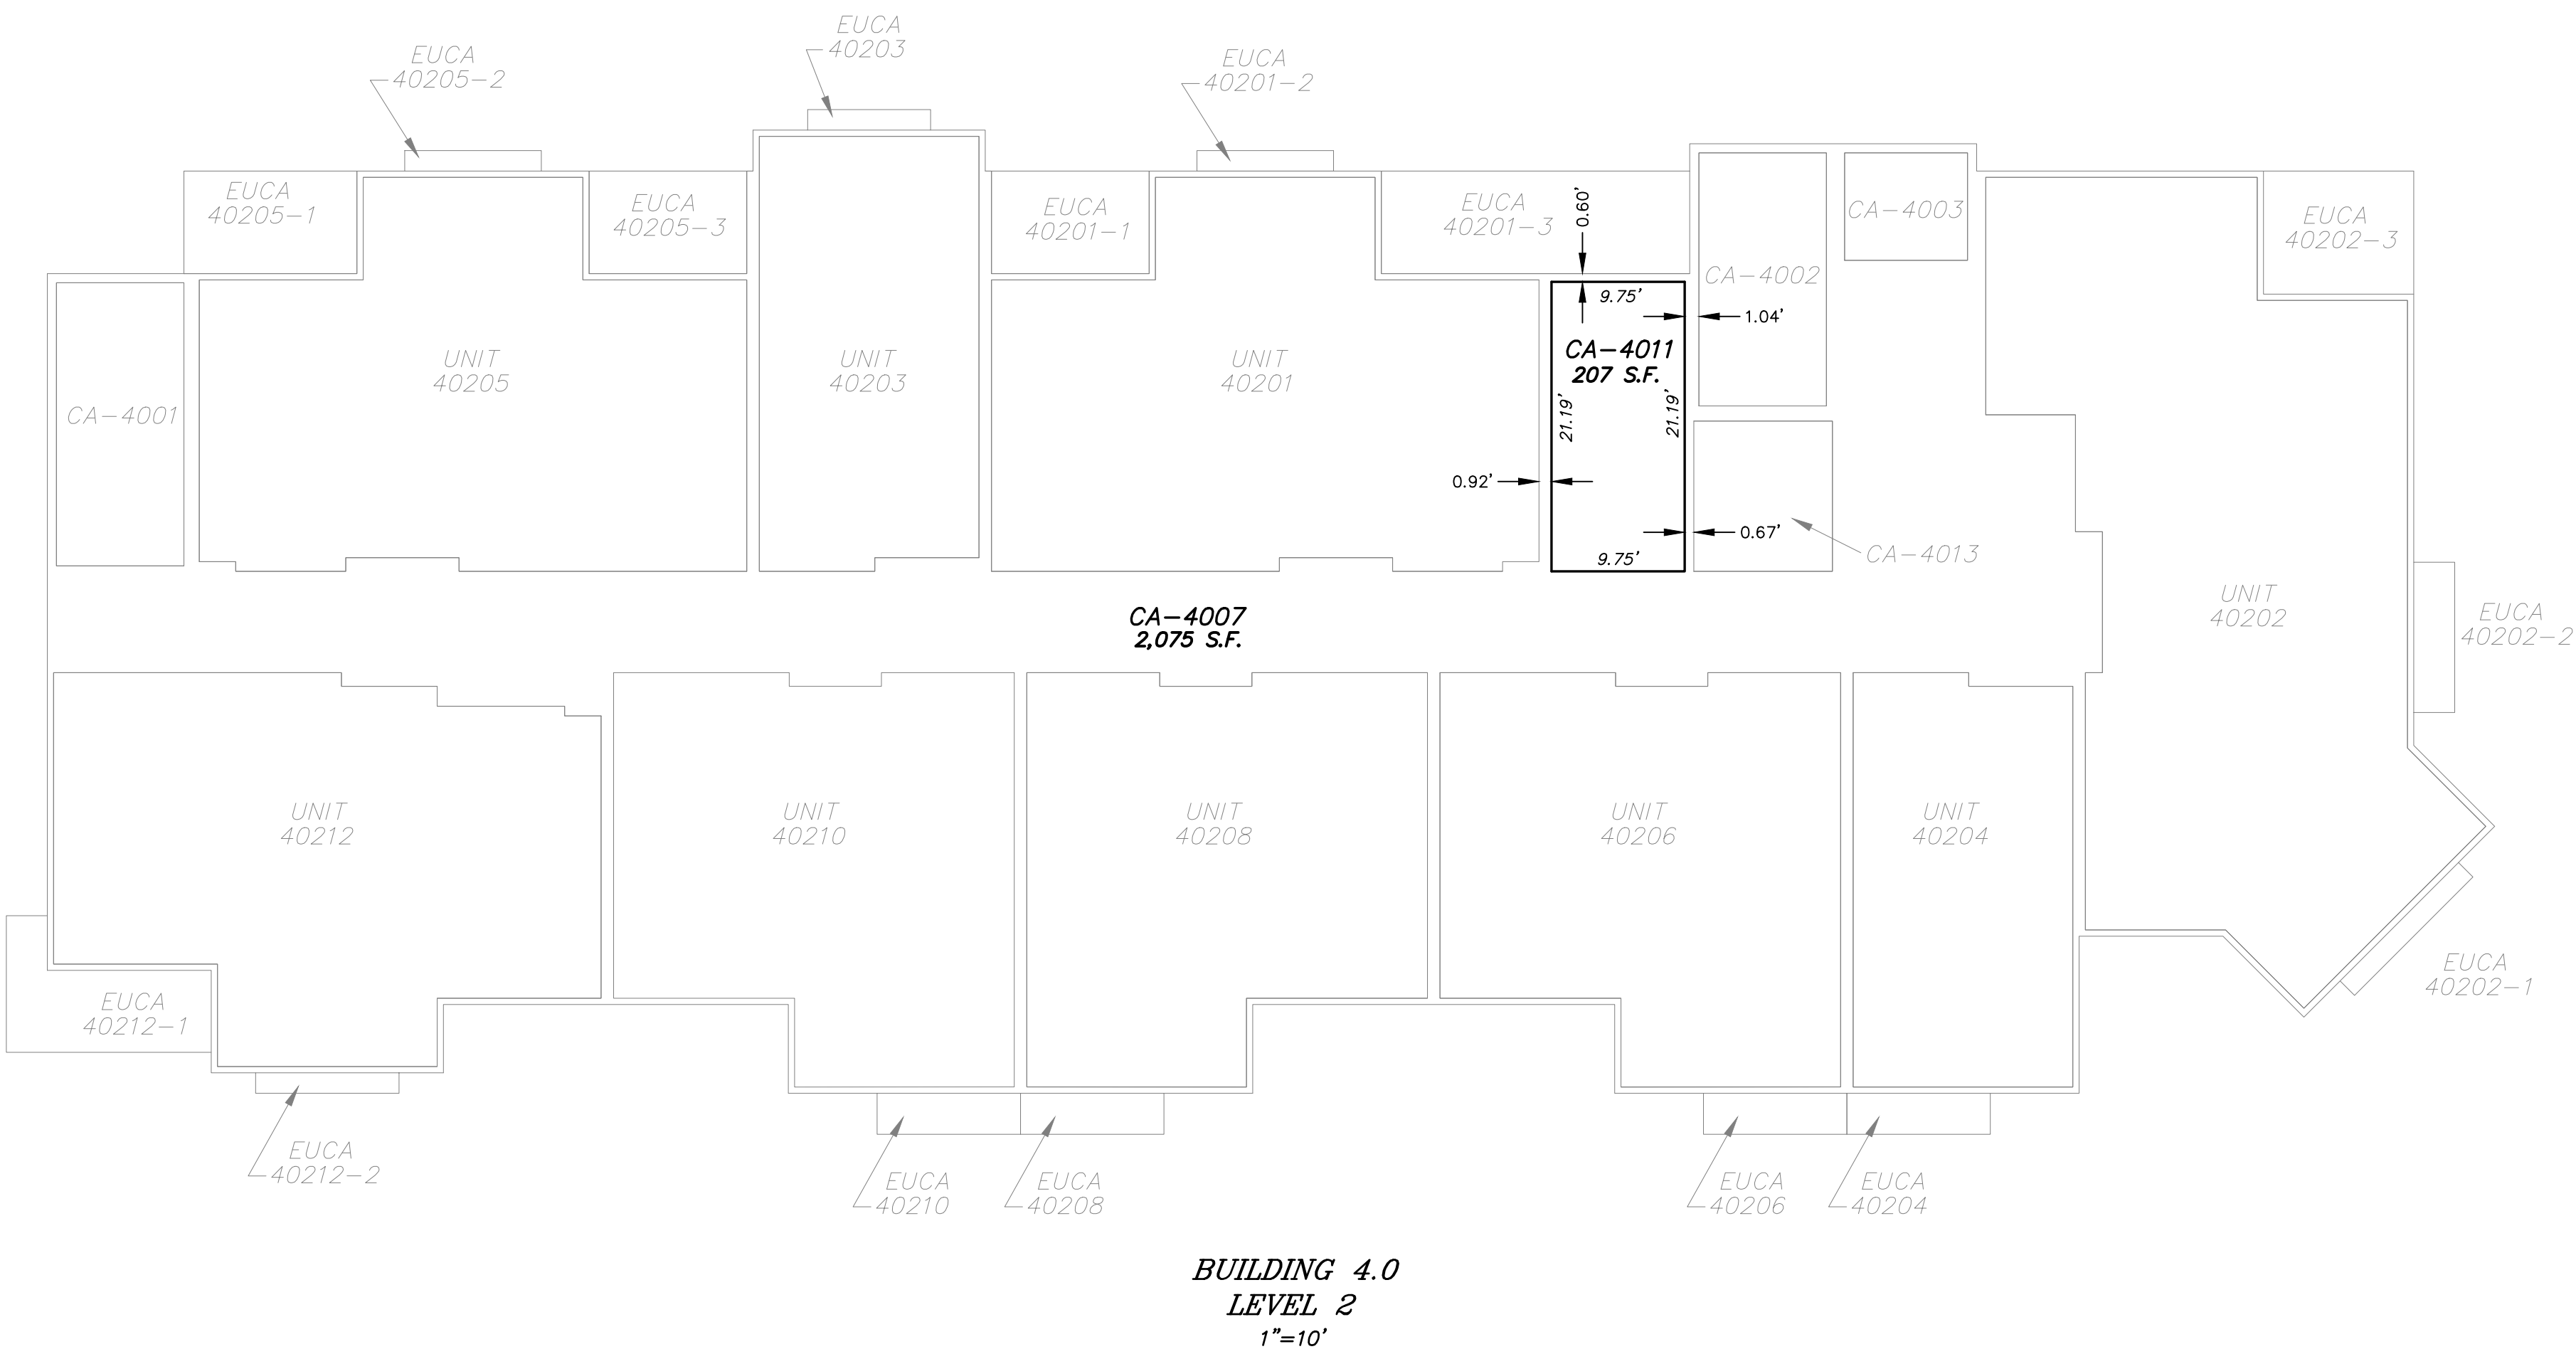 EUCA
40203
EUCA
40205-2
EUCA
40201-2
EUCA
40205-1
EUCA
40205-3
EUCA
40201-1
EUCA
40201-3
0.60'
CA-4003
EUCA
40202-3
CA-4002
9.75'
1.04'
CA-4011
207 S.F.
UNIT
40205
UNIT
40203
UNIT
40201
CA-4001
21.19'
21.19'
0.92'
0.67'
9.75'
CA-4013
CA-4007
2,075 S.F.
UNIT
40202
EUCA
40202-2
UNIT
40212
UNIT
40210
UNIT
40208
UNIT
40206
UNIT
40204
EUCA
40202-1
EUCA
40212-1
EUCA
40212-2
EUCA
40210
EUCA
40208
EUCA
40206
EUCA
40204
BUILDING 4.0
LEVEL 2
1"=10'